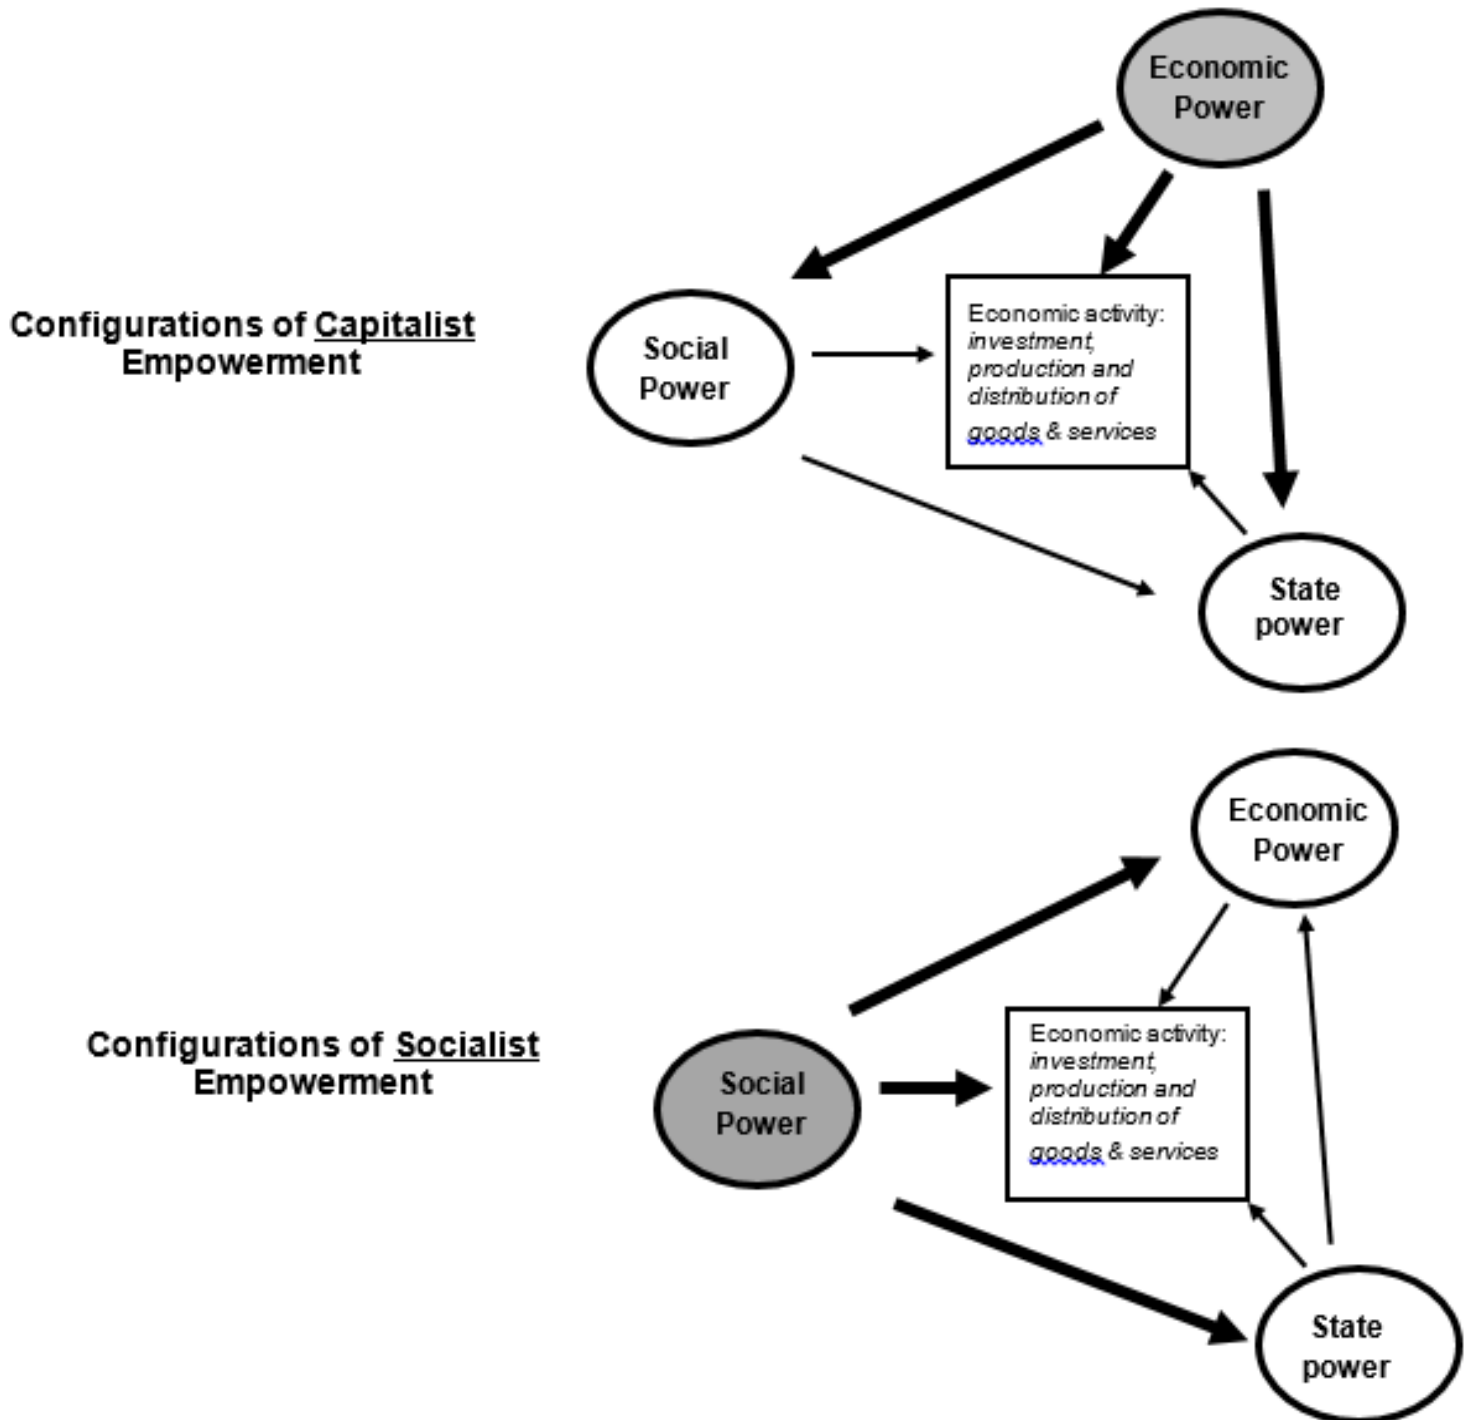 Economic
Power
Configurations of Capitalist
Empowerment
Social
Power
Economic activity:
investment,
production and
distribution of
goods & services
State
power
Economic
Power
Configurations of Socialist
Empowerment
Social
Power
Economic activity:
investment,
production and
distribution of
goods & services
State
power